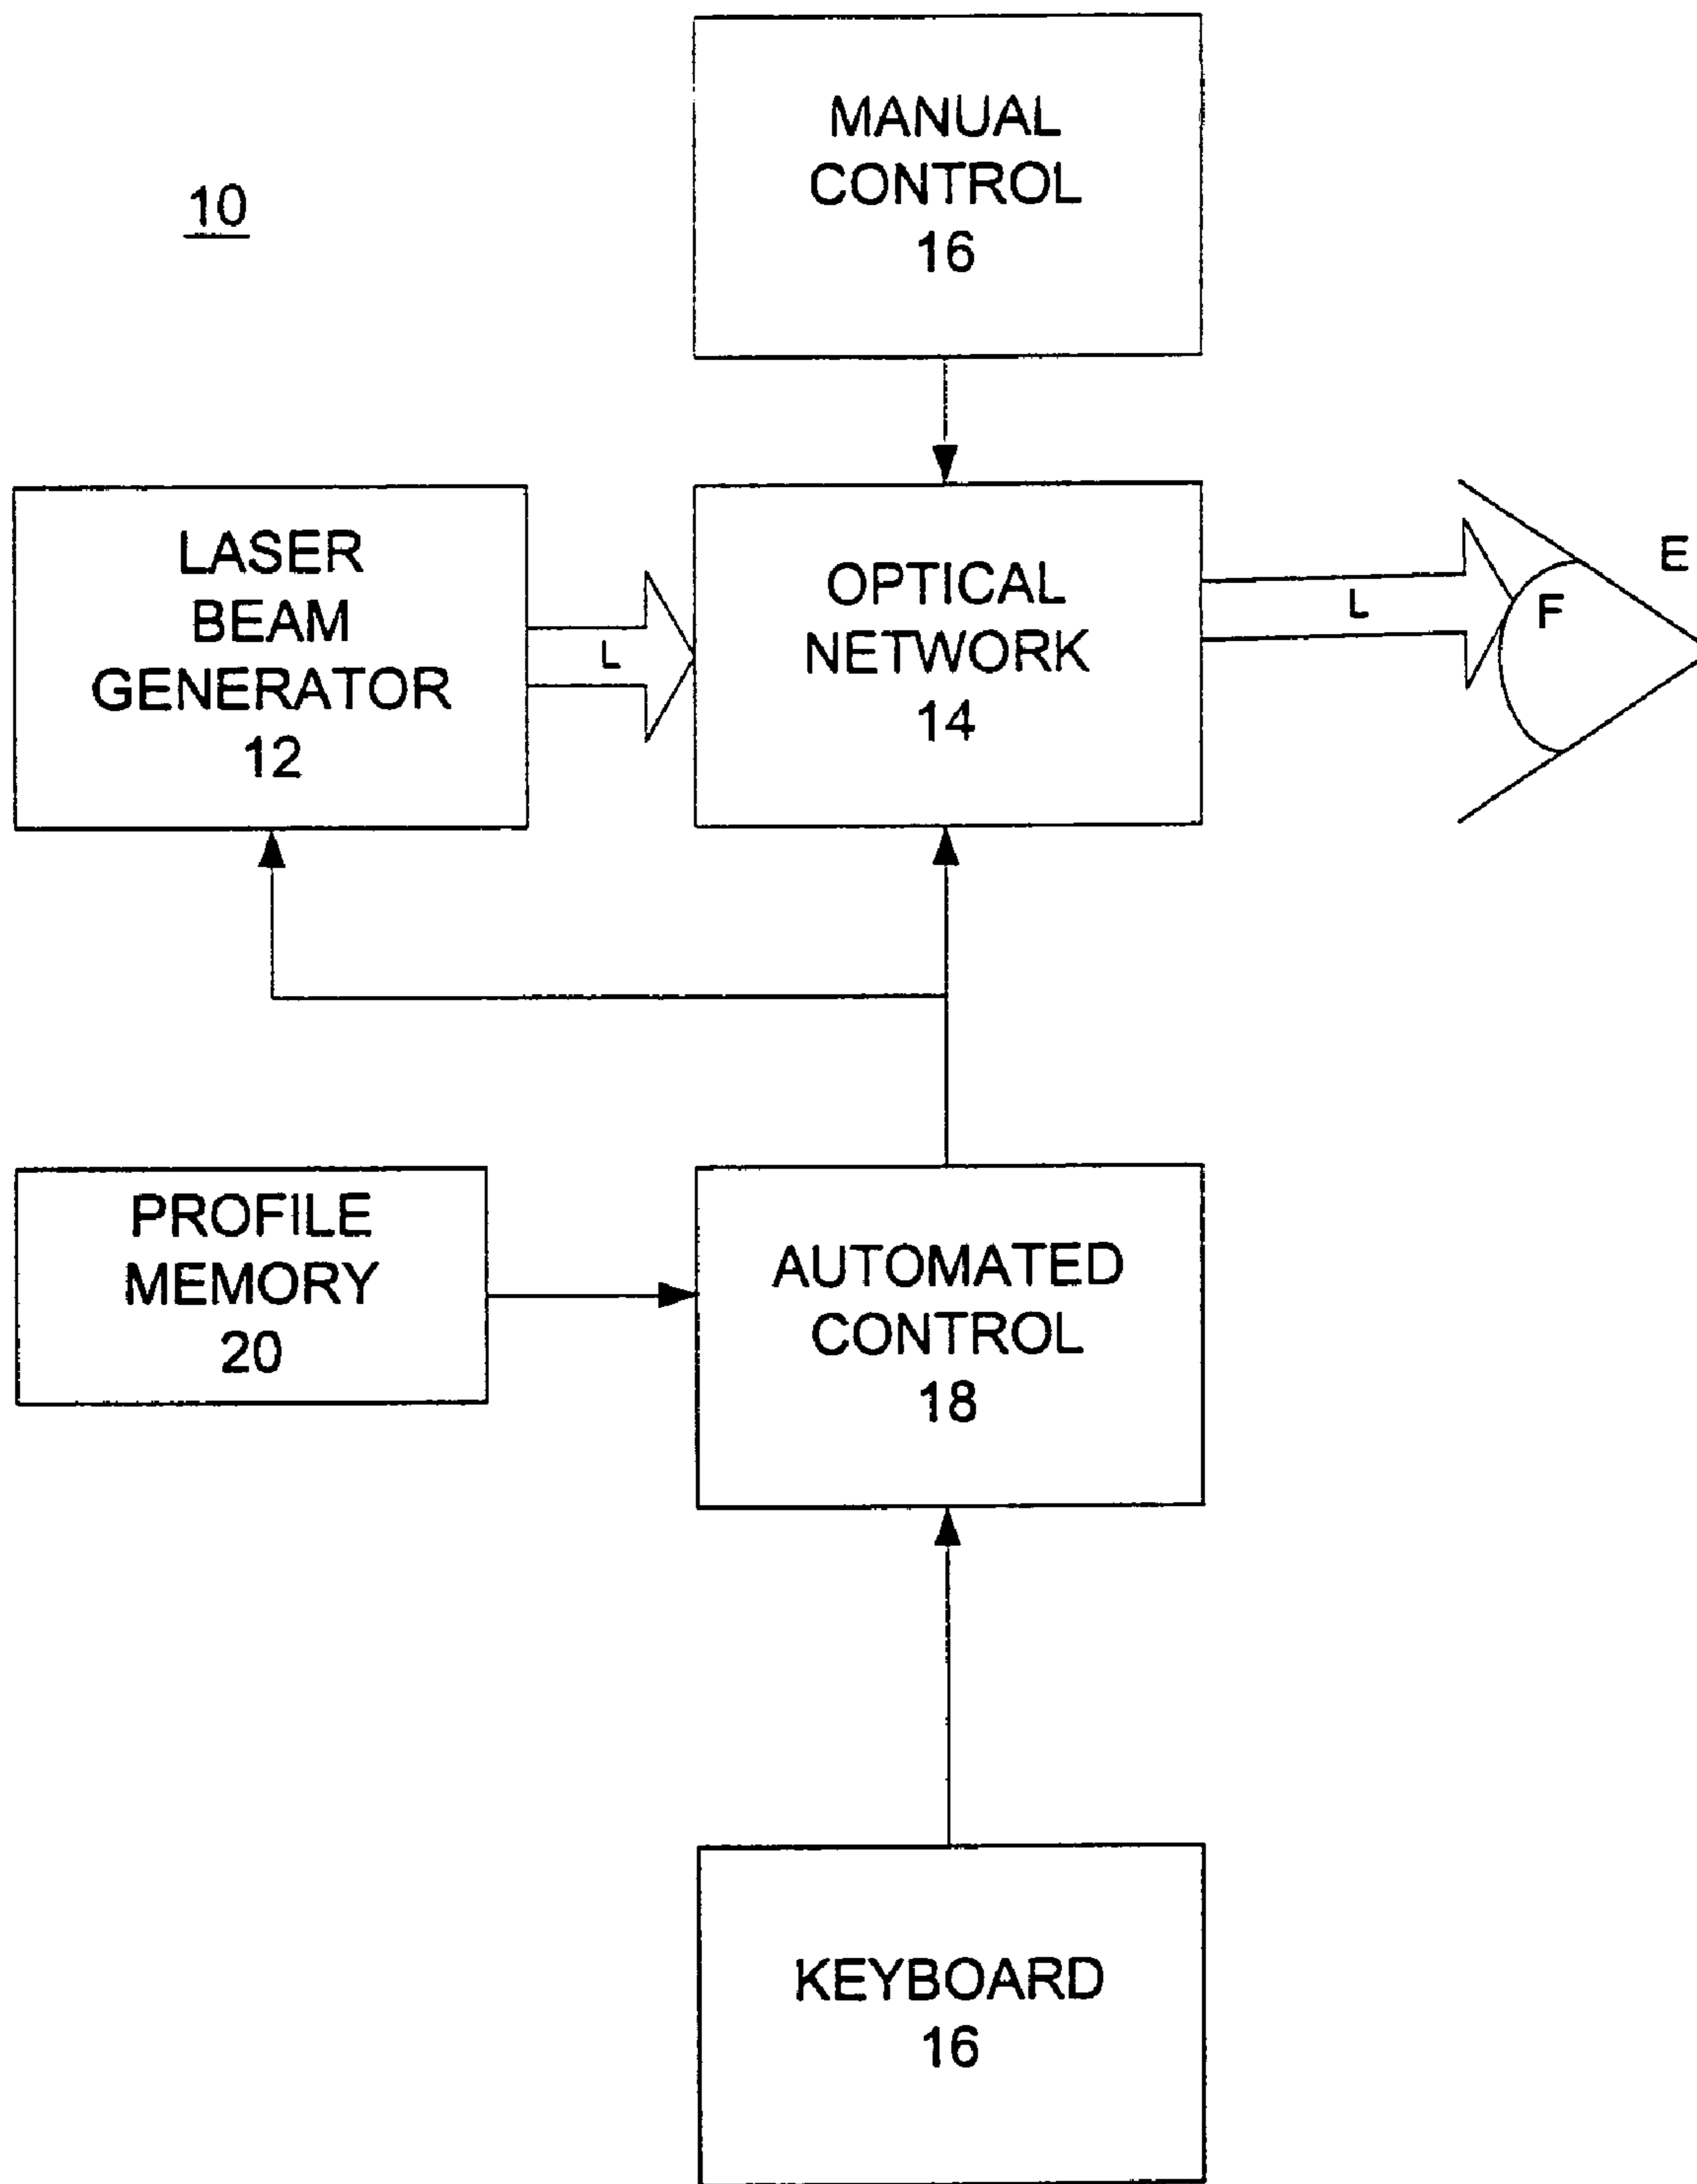 MANUAL
CONTROL
16
10
LASER
BEAM
GENERATOR
12
L
OPTICAL
NETWORK
14
L
F
E
PROFILE
MEMORY
20
AUTOMATED
CONTROL
18
KEYBOARD
16